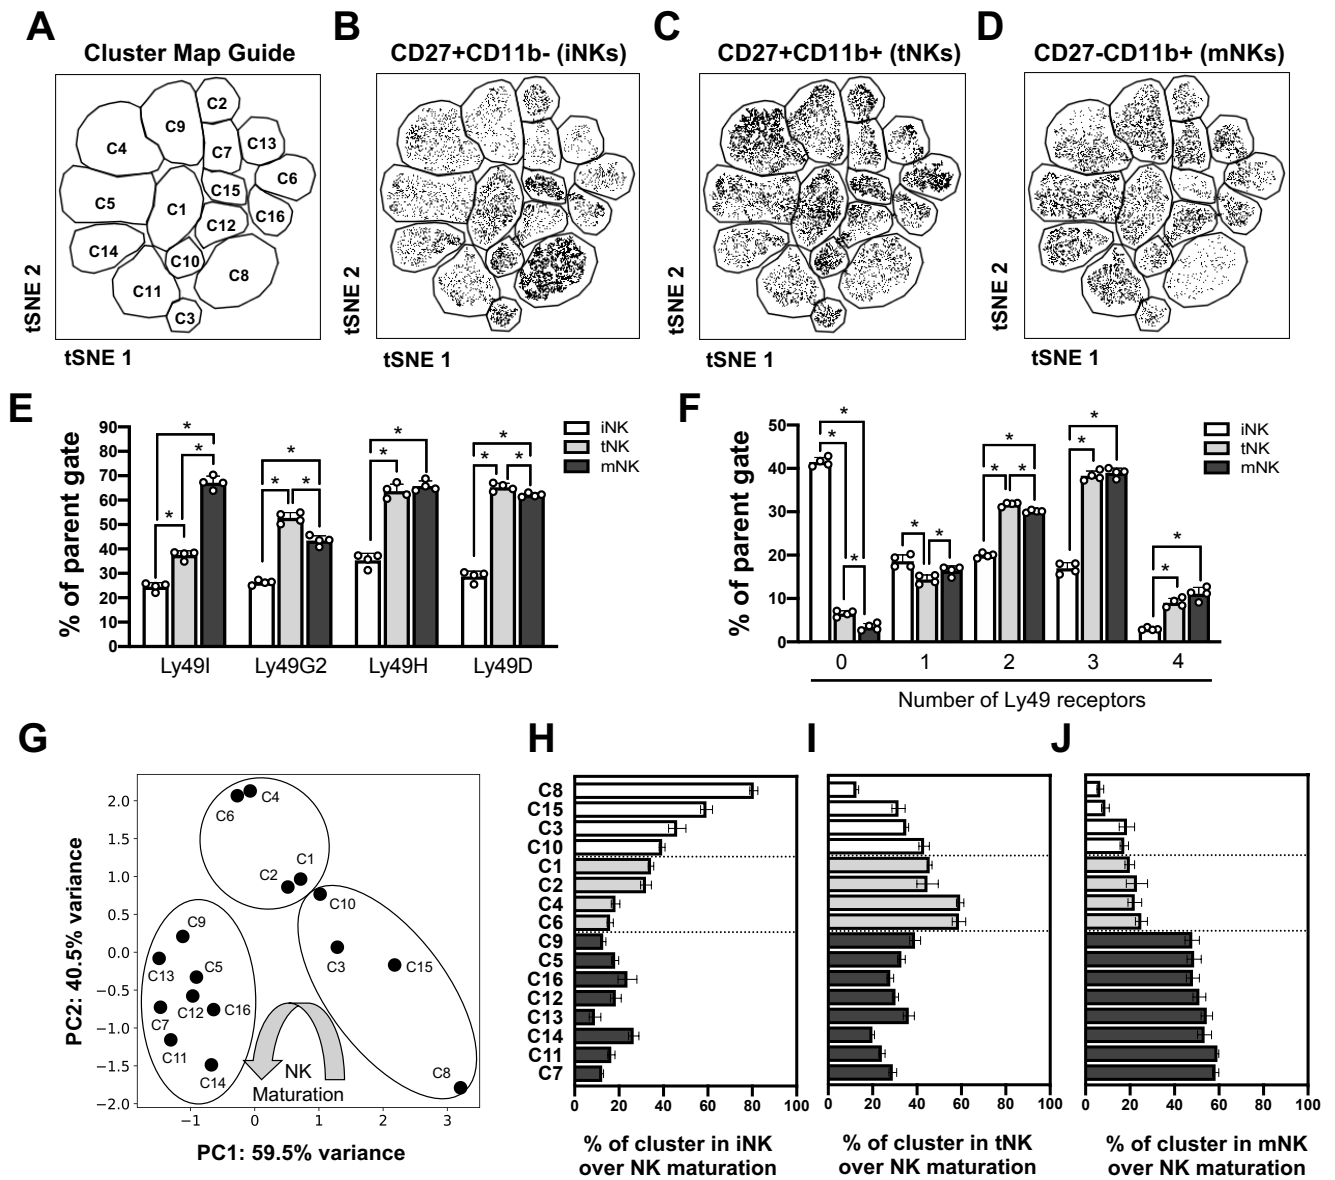 A
B
C
D
Cluster Map Guide
CD27+CD11b- (iNKs)
CD27+CD11b+ (tNKs)
CD27-CD11b+ (mNKs)
C2
C9
C4
C7
C13
C6
C15
C5
C1
C16
C12
C14
C10
C8
C11
C3
tSNE 2
tSNE 2
tSNE 2
tSNE 2
tSNE 1
tSNE 1
tSNE 1
tSNE 1
E
% of parent gate
90
80
70
60
50
40
30
20
10
0
* * * * * * * * * * *
iNK
tNK
mNK
Ly49I Ly49G2 Ly49H Ly49D
F
% of parent gate
50
40
30
20
10
0
* * * * * * * * * * * *
iNK
tNK
mNK
0 1 2 3 4
Number of Ly49 receptors
G
PC2: 40.5% variance
2.0
1.5
1.0
0.5
0.0
−0.5
−1.0
−1.5
−2.0
C4
C6
C1
C2
C10
C9
C3
C15
C13
C5
C12
C16
C7
C11
C14
C8
NK
Maturation
−1 0 1 2 3
PC1: 59.5% variance
H
C8
C15
C3
C10
C1
C2
C4
C6
C9
C5
C16
C12
C13
C14
C11
C7
0 20 40 60 80 100
% of cluster in iNK
over NK maturation
I
0 20 40 60 80 100
% of cluster in tNK
over NK maturation
J
0 20 40 60 80 100
% of cluster in mNK
over NK maturation